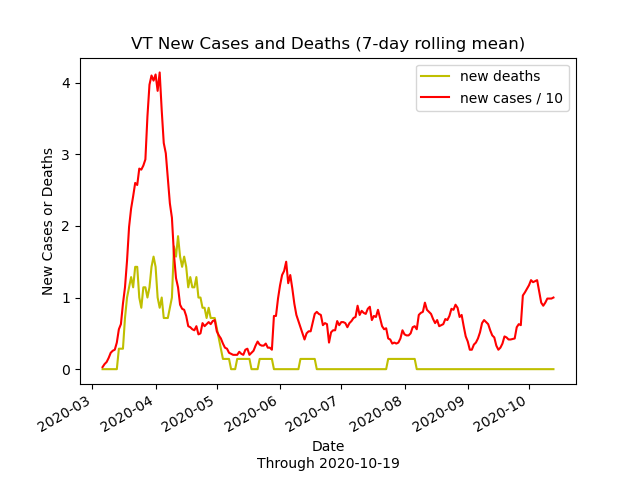 VT New Cases and Deaths (7-day rolling mean)
new deaths
new cases / 10
4
3
2
1
0
New Cases or Deaths
2020-03
2020-04
2020-05
2020-06
2020-07
2020-08
2020-09
2020-10
Date
Through 2020-10-19